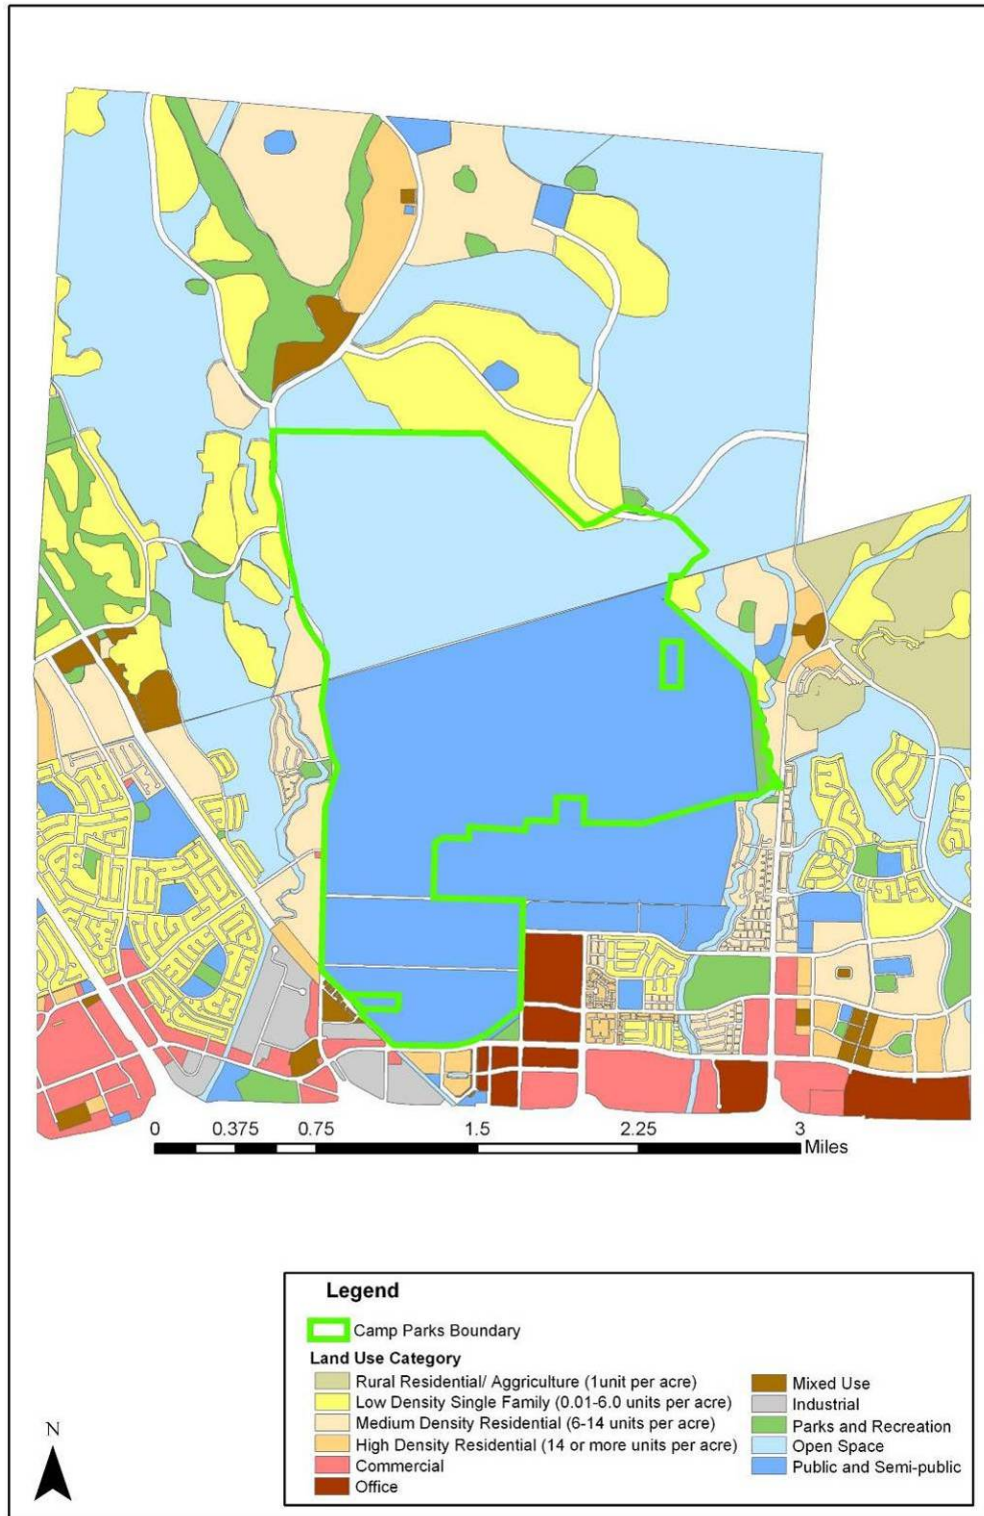 0 0.375 0.75 1.5 2.25 3
Miles
Legend
Camp Parks Boundary
Land Use Category
Rural Residential/ Aggriculture (1unit per acre)
Low Density Single Family (0.01-6.0 units per acre)
Medium Density Residential (6-14 units per acre)
High Density Residential (14 or more units per acre)
Commercial
Office
Mixed Use
Industrial
Parks and Recreation
Open Space
Public and Semi-public
N